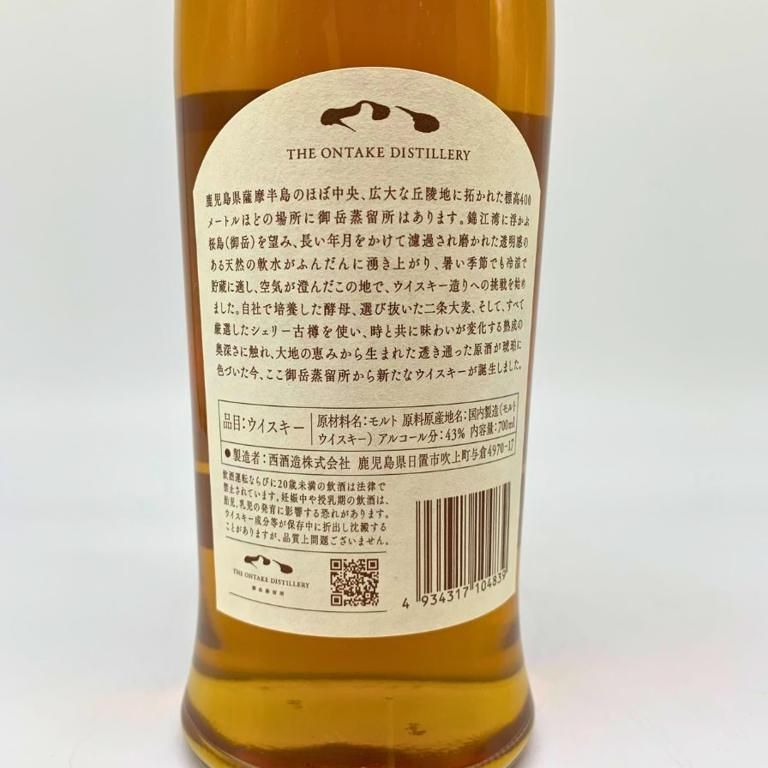 THE ONTAKE DISTILLERY
鹿児島県薩摩半島のほぼ中央、広大な丘陵地に拓かれた標高400
メートルほどの場所に御岳蒸留所はあります。錦江湾に浮かぶ
桜島(御岳)を望み、長い年月をかけて濾過され磨かれた透明感の
ある天然の軟水がふんだんに湧き上がり、暑い季節でも冷涼で
貯蔵に適し、空気が澄んだこの地で、ウイスキー造りへの挑戦を始め
ました。自社で培養した酵母、選び抜いた二条大麦、そして、すべて
厳選したシェリー古樽を使い、時と共に味わいが変化する熟成の
奥深さに触れ、大地の恵みから生まれた透き通った原酒が琥珀に
色づいた今、ここ御岳蒸留所から新たなウイスキーが誕生しました。
品目:ウイスキー
原材料名:モルト 原料原産地名:国内製造(モルト
ウイスキー) アルコール分:43% 内容量:700ml
●製造者:西酒造株式会社 鹿児島県日置市吹上町与倉4970-17
飲酒運転ならびに20歳未満の飲酒は法律で
禁止されています。妊娠中や授乳期の飲酒は、
胎児、乳児の発育に影響する恐れがあります。
ウイスキー成分等が保存中に折出し沈澱する
ことがありますが、品質上問題ございません。
THE ONTAKE DISTILLERY
御岳蒸留所
4 934317 104839